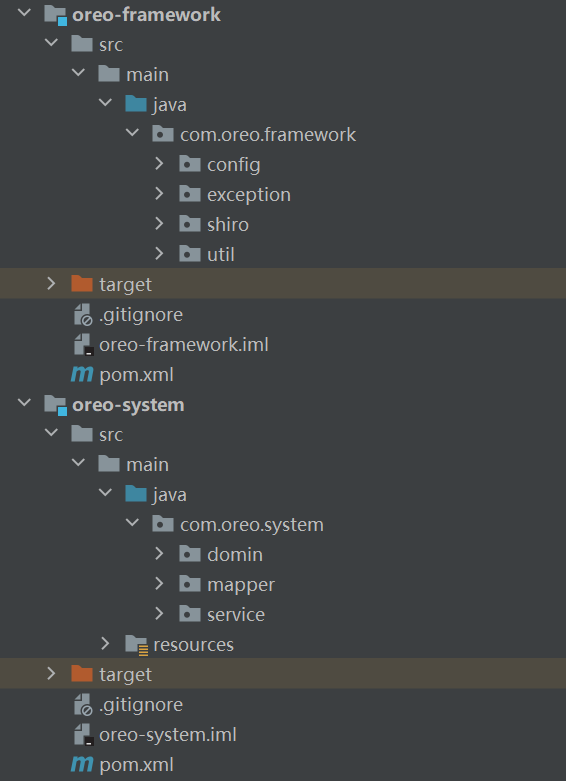 oreo-framework
src
main
java
com.oreo.framework
config
exception
shiro
util
target
.gitignore
oreo-framework.iml
pom.xml
oreo-system
src
main
java
com.oreo.system
domin
mapper
service
resources
target
.gitignore
oreo-system.iml
pom.xml